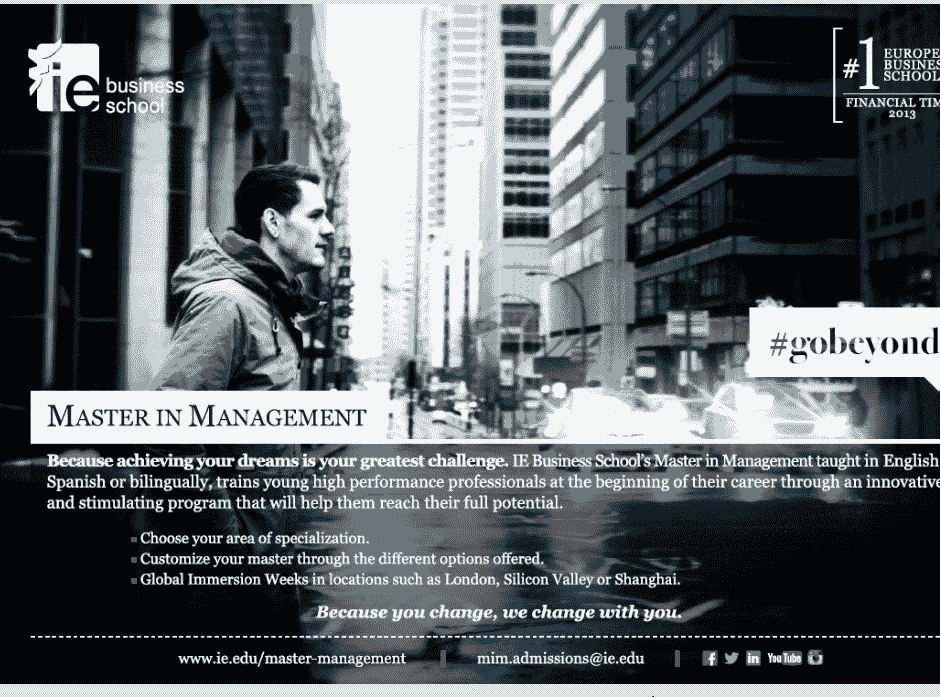 ie business
school
#1 EUROPE
BUSINES
SCHOOL
FINANCIAL TIM
2013
#gobeyond
MASTER IN MANAGEMENT
Because achieving your dreams is your greatest challenge. IE Business School's Master in Management taught in English
Spanish or bilingually, trains young high performance professionals at the beginning of their career through an innovative
and stimulating program that will help them reach their full potential.
Choose your area of specialization.
Customize your master through the different options offered.
Global Immersion Weeks in locations such as London, Silicon Valley or Shanghai.
Because you change, we change with you.
www.ie.edu/master-management mim.admissions@ie.edu f in You Tube